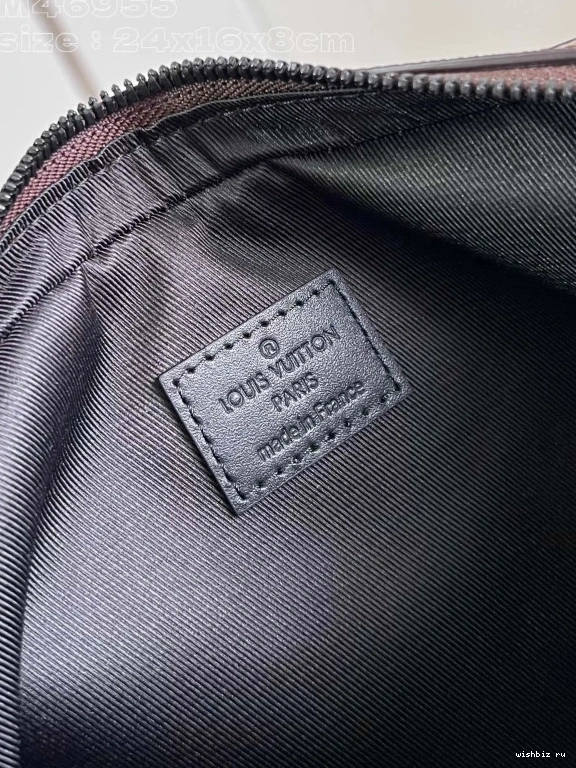 M46955
size : 24x16x8cm
®
LOUIS VUITTON
PARIS
made in France
wishbiz ru